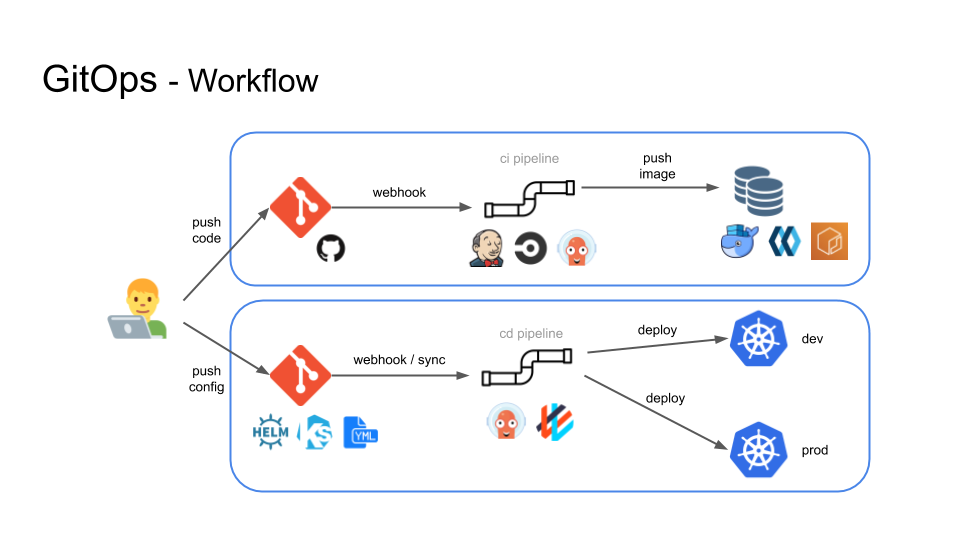 GitOps - Workflow
ci pipeline
push
image
webhook
push
code
cd pipeline
deploy
dev
webhook / sync
push
config
deploy
HELM
KS
YML
prod